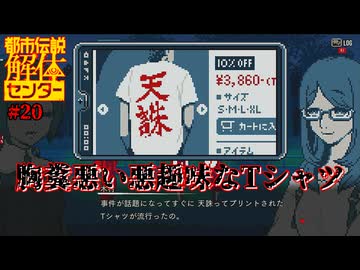 都市伝説
解体
センター
#20
LOG
10% OFF
¥3,860-(T
サイズ
S・M・L・XL
カートに入
アイテム
天誅
胸糞悪い悪趣味なTシャツ
事件が話題になってすぐに 天誅ってプリントされた
Tシャツが流行ったの。